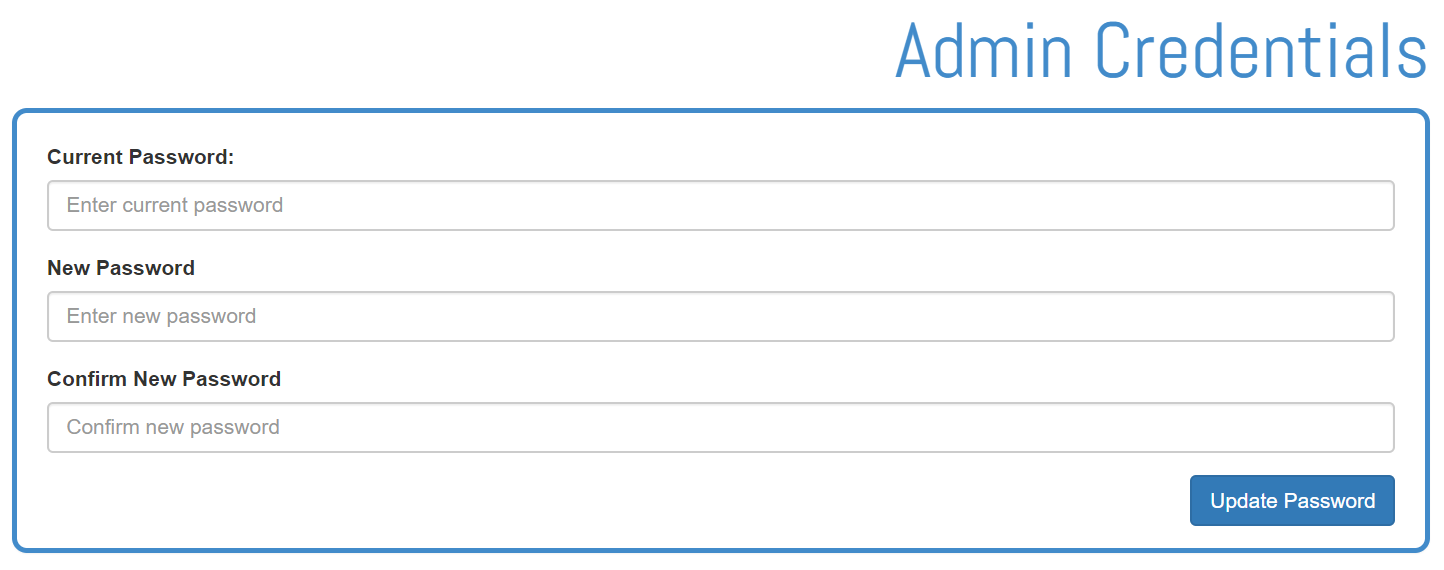 Admin Credentials
Current Password:
Enter current password
New Password
Enter new password
Confirm New Password
Confirm new password
Update Password